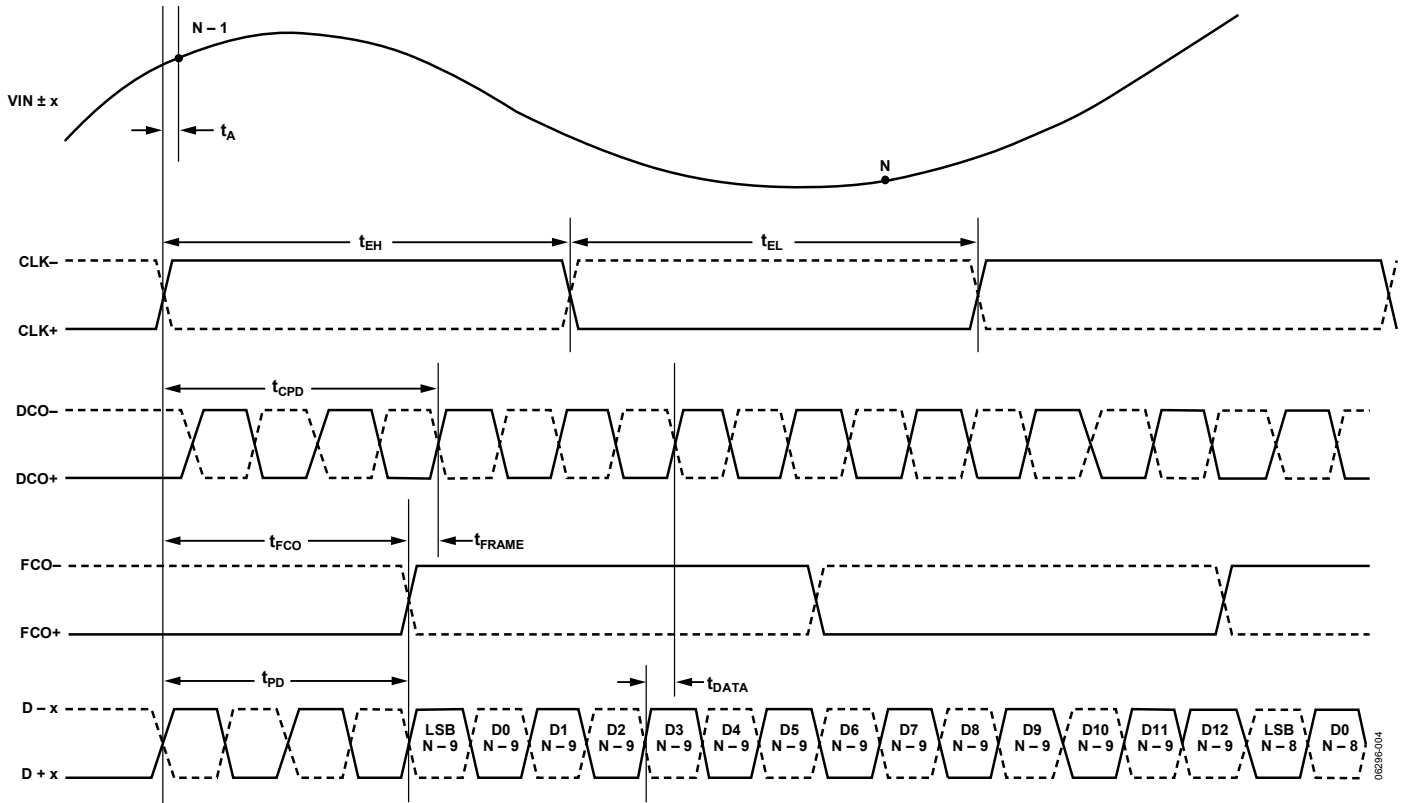 N – 1
VIN ± x
tA
N
tEH
tEL
CLK–
CLK+
tCPD
DCO–
DCO+
tFCO
tFRAME
FCO–
FCO+
tPD
tDATA
D – x
D + x
LSB N – 9
D0 N – 9
D1 N – 9
D2 N – 9
D3 N – 9
D4 N – 9
D5 N – 9
D6 N – 9
D7 N – 9
D8 N – 9
D9 N – 9
D10 N – 9
D11 N – 9
D12 N – 9
LSB N – 8
D0 N – 8
06296-004